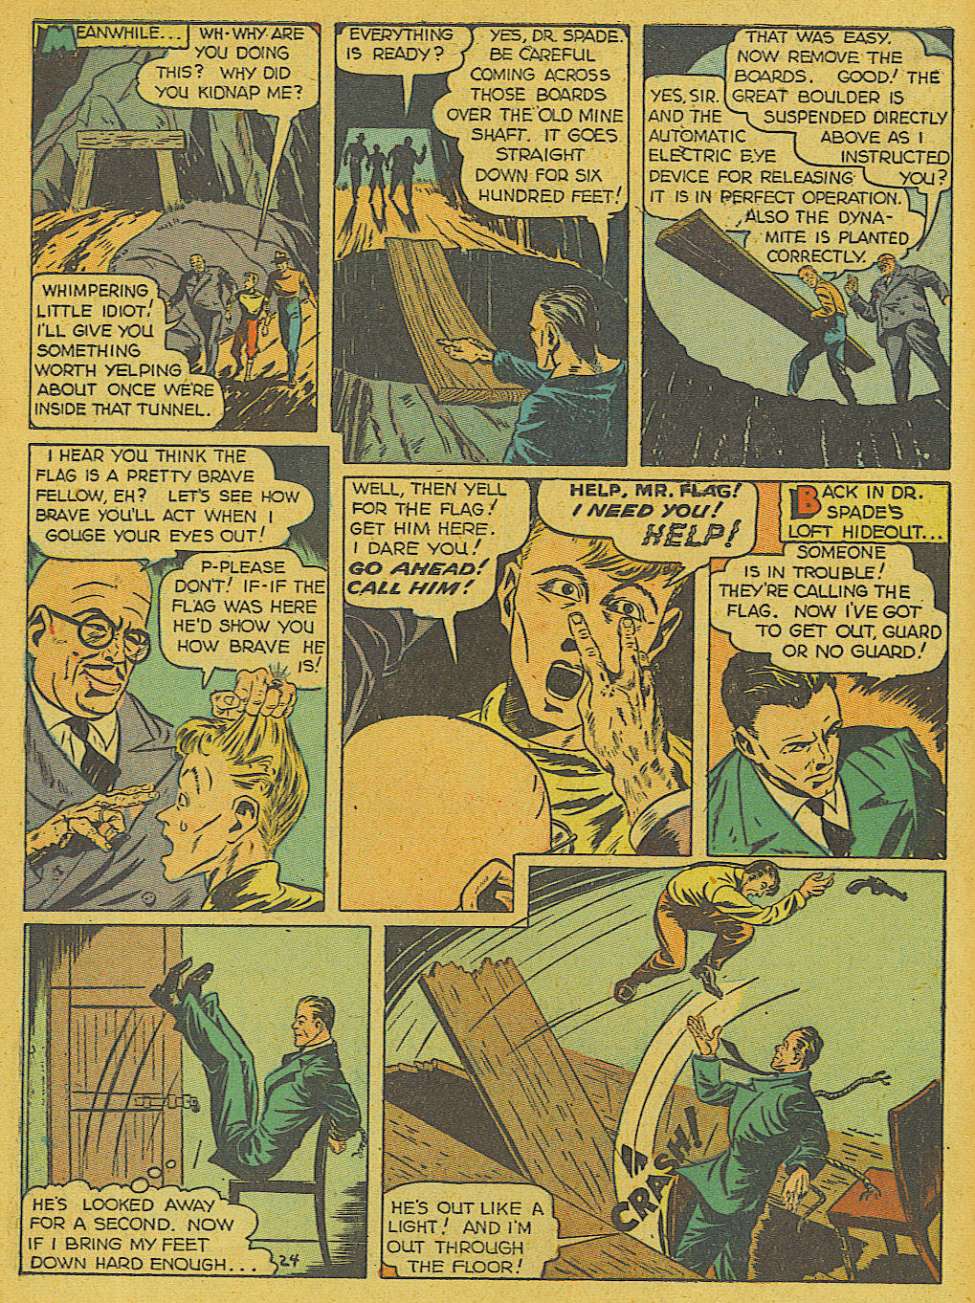 MEANWHILE...
WH-WHY ARE
YOU DOING
THIS? WHY DID
YOU KIDNAP ME?
WHIMPERING
LITTLE IDIOT!
I'LL GIVE YOU
SOMETHING
WORTH YELPING
ABOUT ONCE WE'RE
INSIDE THAT TUNNEL.
EVERYTHING
IS READY?
YES, DR. SPADE.
BE CAREFUL
COMING ACROSS
THOSE BOARDS
OVER THE OLD MINE
SHAFT. IT GOES
STRAIGHT
DOWN FOR SIX
HUNDRED FEET!
THAT WAS EASY.
NOW REMOVE THE
BOARDS. GOOD! THE
GREAT BOULDER IS
SUSPENDED DIRECTLY
ABOVE AS I
INSTRUCTED
YOU?
YES, SIR.
AND THE
AUTOMATIC
ELECTRIC EYE
DEVICE FOR RELEASING
IT IS IN PERFECT OPERATION.
ALSO THE DYNA-
MITE IS PLANTED
CORRECTLY.
I HEAR YOU THINK THE
FLAG IS A PRETTY BRAVE
FELLOW, EH? LET'S SEE HOW
BRAVE YOU'LL ACT WHEN I
GOUGE YOUR EYES OUT!
P-PLEASE
DON'T! IF-IF THE
FLAG WAS HERE
HE'D SHOW YOU
HOW BRAVE HE
IS!
WELL, THEN YELL
FOR THE FLAG!
GET HIM HERE.
I DARE YOU!
GO AHEAD!
CALL HIM!
HELP, MR. FLAG!
I NEED YOU!
HELP!
BACK IN DR.
SPADE'S
LOFT HIDEOUT...
SOMEONE
IS IN TROUBLE!
THEY'RE CALLING THE
FLAG. NOW I'VE GOT
TO GET OUT, GUARD
OR NO GUARD!
HE'S LOOKED AWAY
FOR A SECOND. NOW
IF I BRING MY FEET
DOWN HARD ENOUGH...
24
HE'S OUT LIKE A
LIGHT! AND I'M
OUT THROUGH
THE FLOOR!
CRASH!